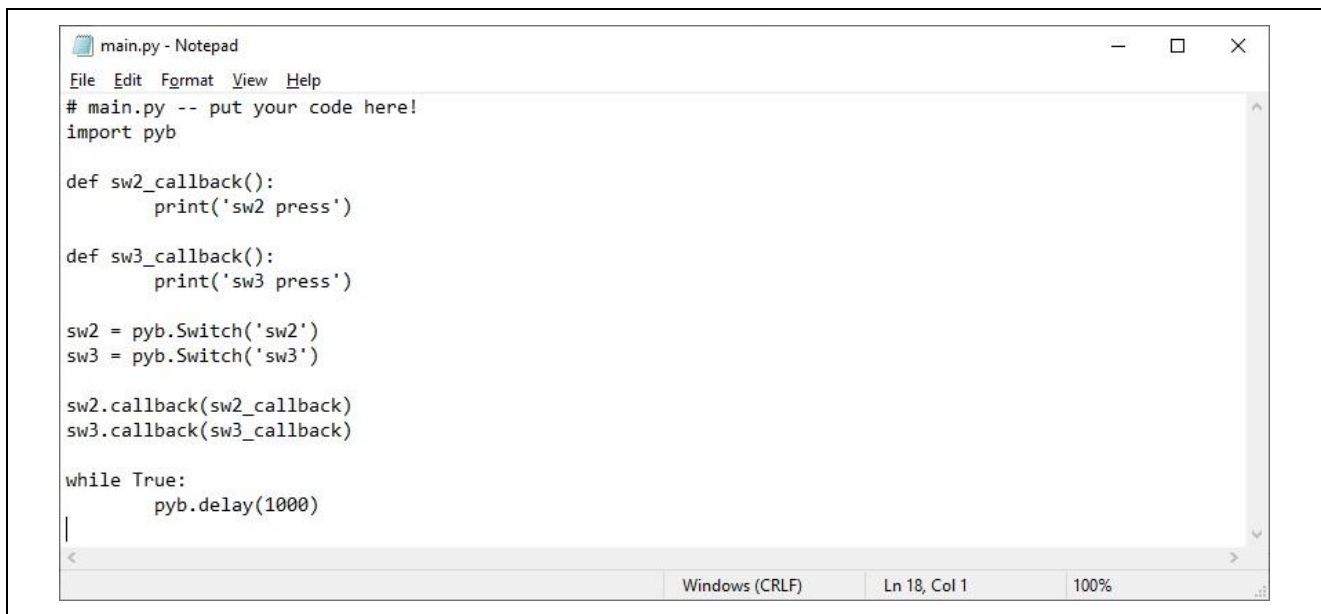 main.py - Notepad
File Edit Format View Help
# main.py -- put your code here!
import pyb

def sw2_callback():
        print('sw2 press')

def sw3_callback():
        print('sw3 press')

sw2 = pyb.Switch('sw2')
sw3 = pyb.Switch('sw3')

sw2.callback(sw2_callback)
sw3.callback(sw3_callback)

while True:
        pyb.delay(1000)
Windows (CRLF) Ln 18, Col 1 100%